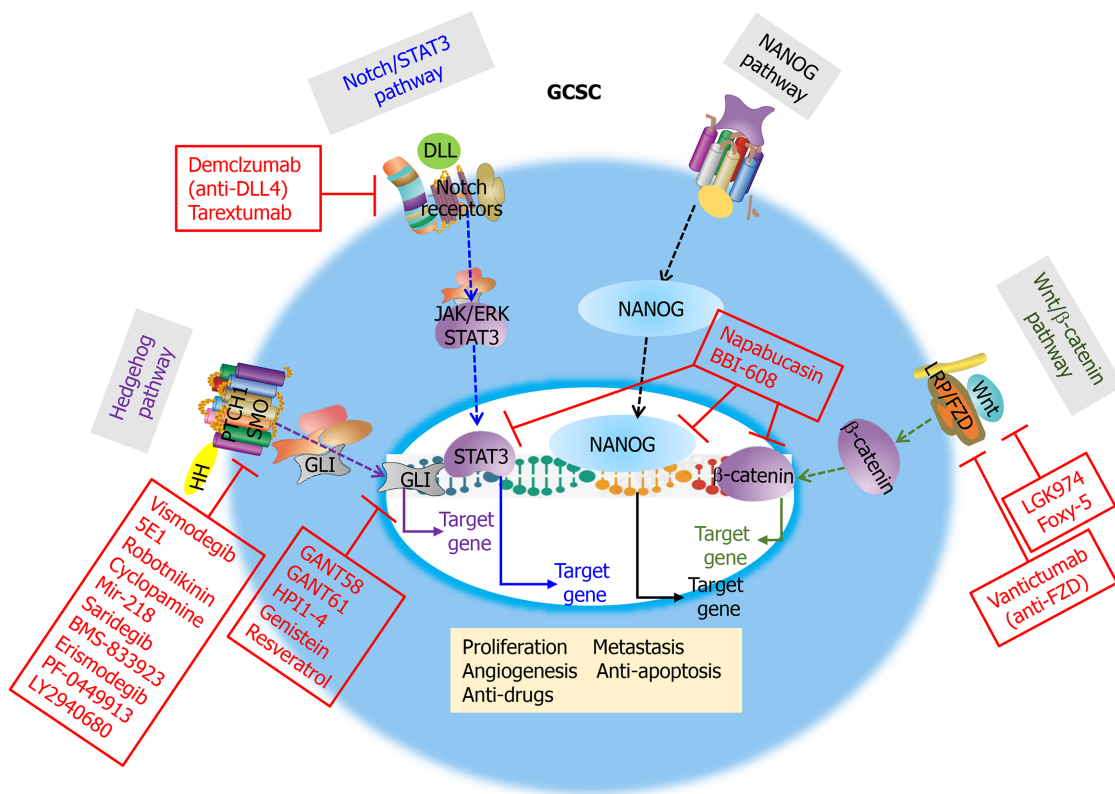 Notch/STAT3
pathway
GCSC
NANOG
pathway
Demclzumab
(anti-DLL4)
Tarextumab
DLL
Notch
receptors
JAK/ERK
STAT3
NANOG
Napabucasin
BBI-608
Wnt/β-catenin
pathway
Hedgehog
pathway
PTCH1
SMO
HH
GLI
LRP/FZD
Wnt
β-catenin
GLI
STAT3
NANOG
β-catenin
Target
gene
Target
gene
Target
gene
Target
gene
Vismodegib
5E1
Robotnikinin
Cyclopamine
Mir-218
Saridegib
BMS-833923
Erismodegib
PF-0449913
LY2940680
GANT58
GANT61
HPI1-4
Genistein
Resveratrol
LGK974
Foxy-5
Vantictumab
(anti-FZD)
Proliferation Metastasis
Angiogenesis Anti-apoptosis
Anti-drugs